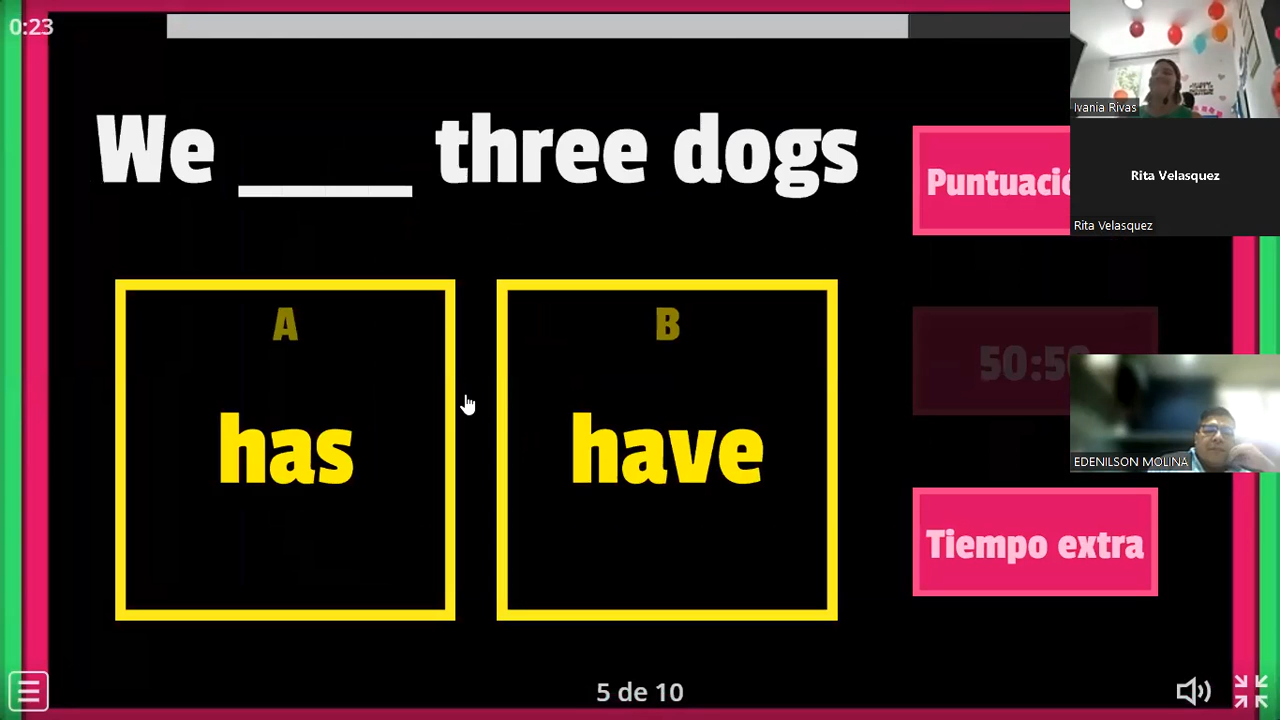 0:23
We ____ three dogs
A
has
B
have
Tiempo extra
5 de 10
Ivania Rivas
Rita Velasquez
Rita Velasquez
EDENILSON MOLINA